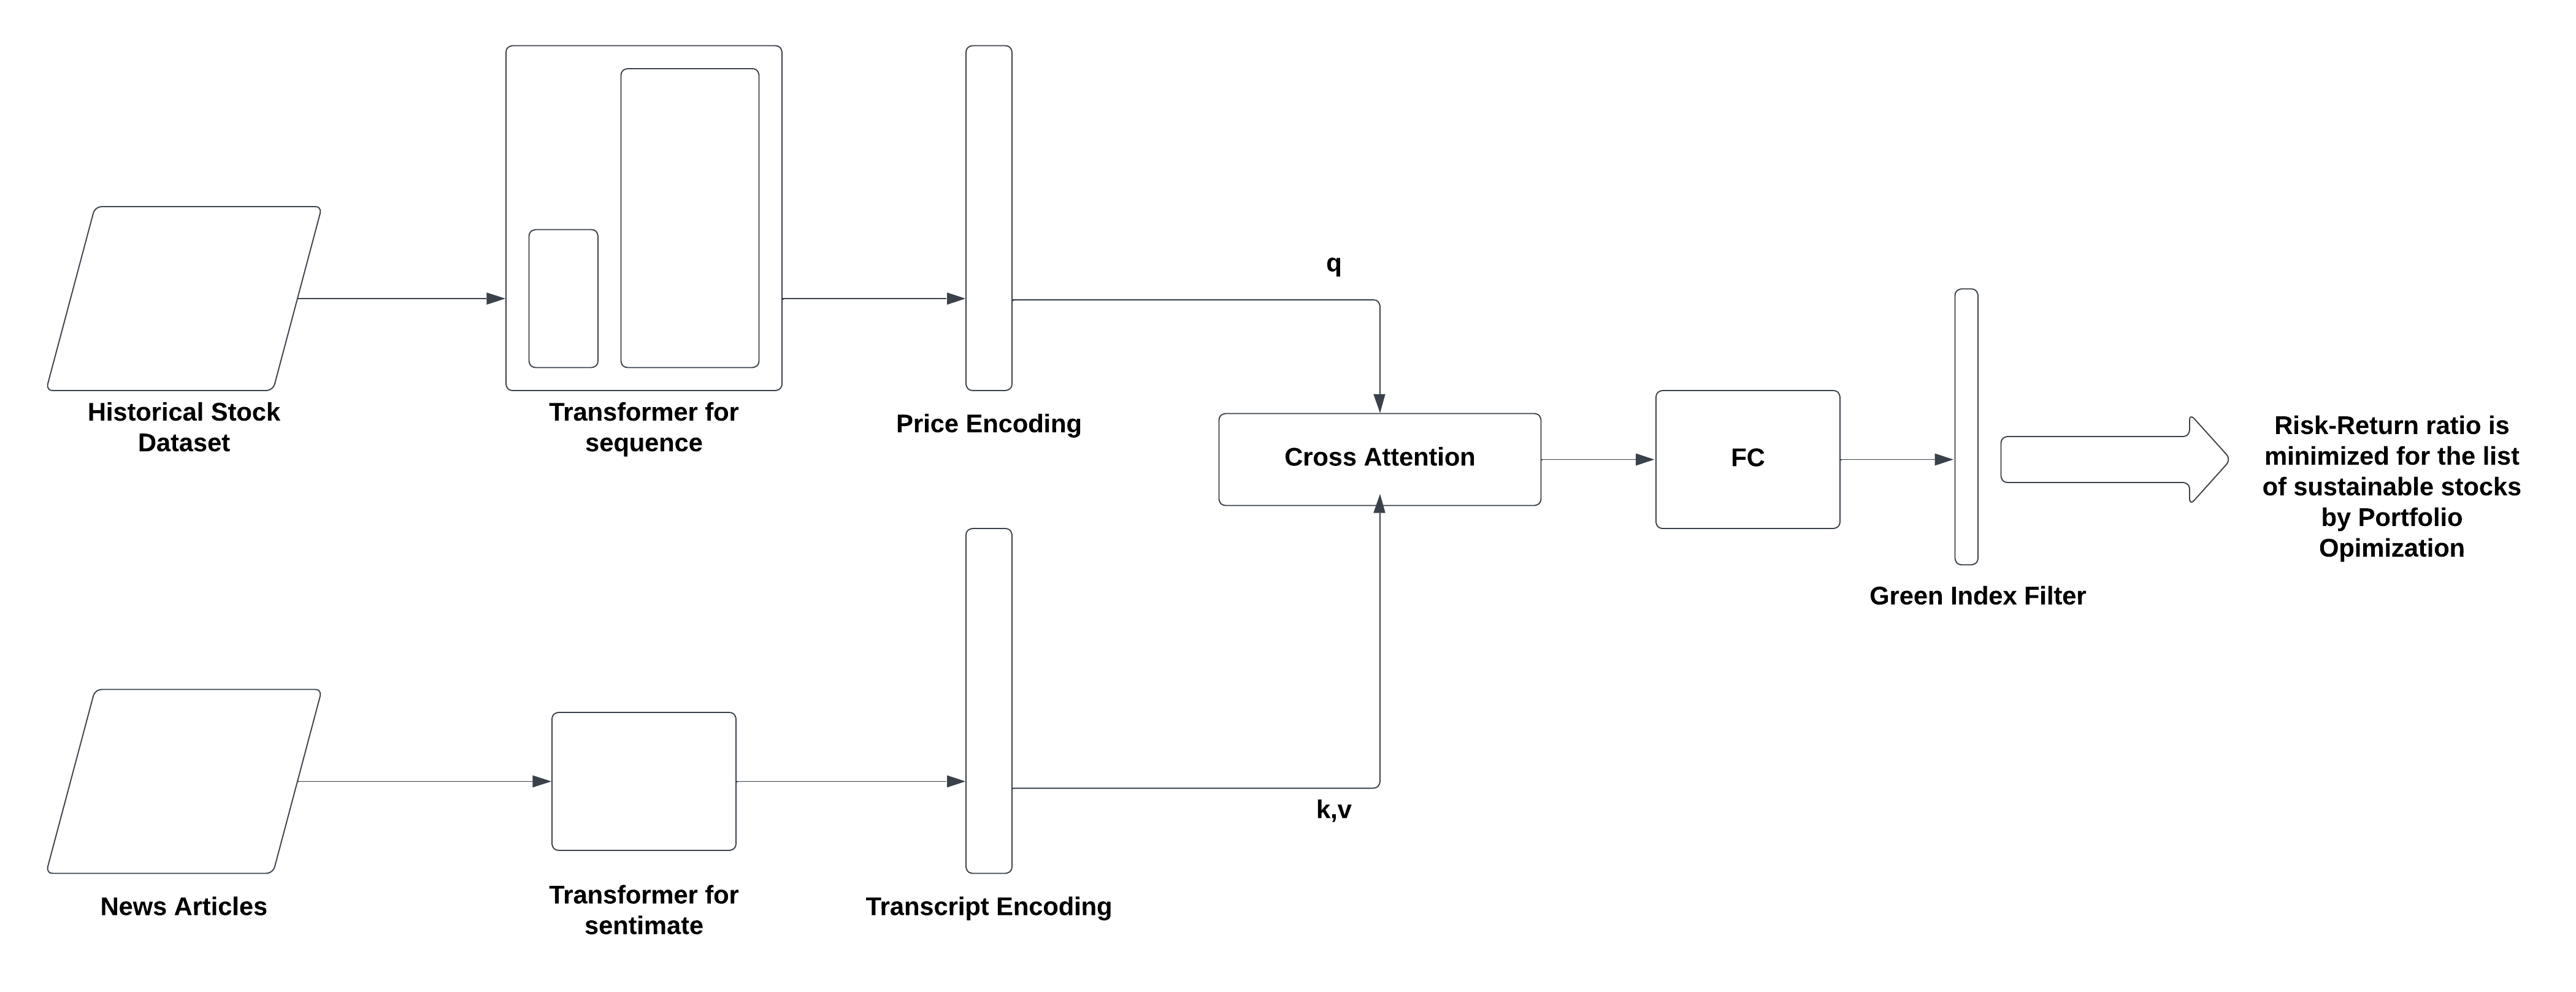 Historical Stock
Dataset
Transformer for
sequence
Price Encoding
q
Cross Attention
FC
Green Index Filter
Risk-Return ratio is
minimized for the list
of sustainable stocks
by Portfolio
Opimization
News Articles
Transformer for
sentimate
Transcript Encoding
k,v